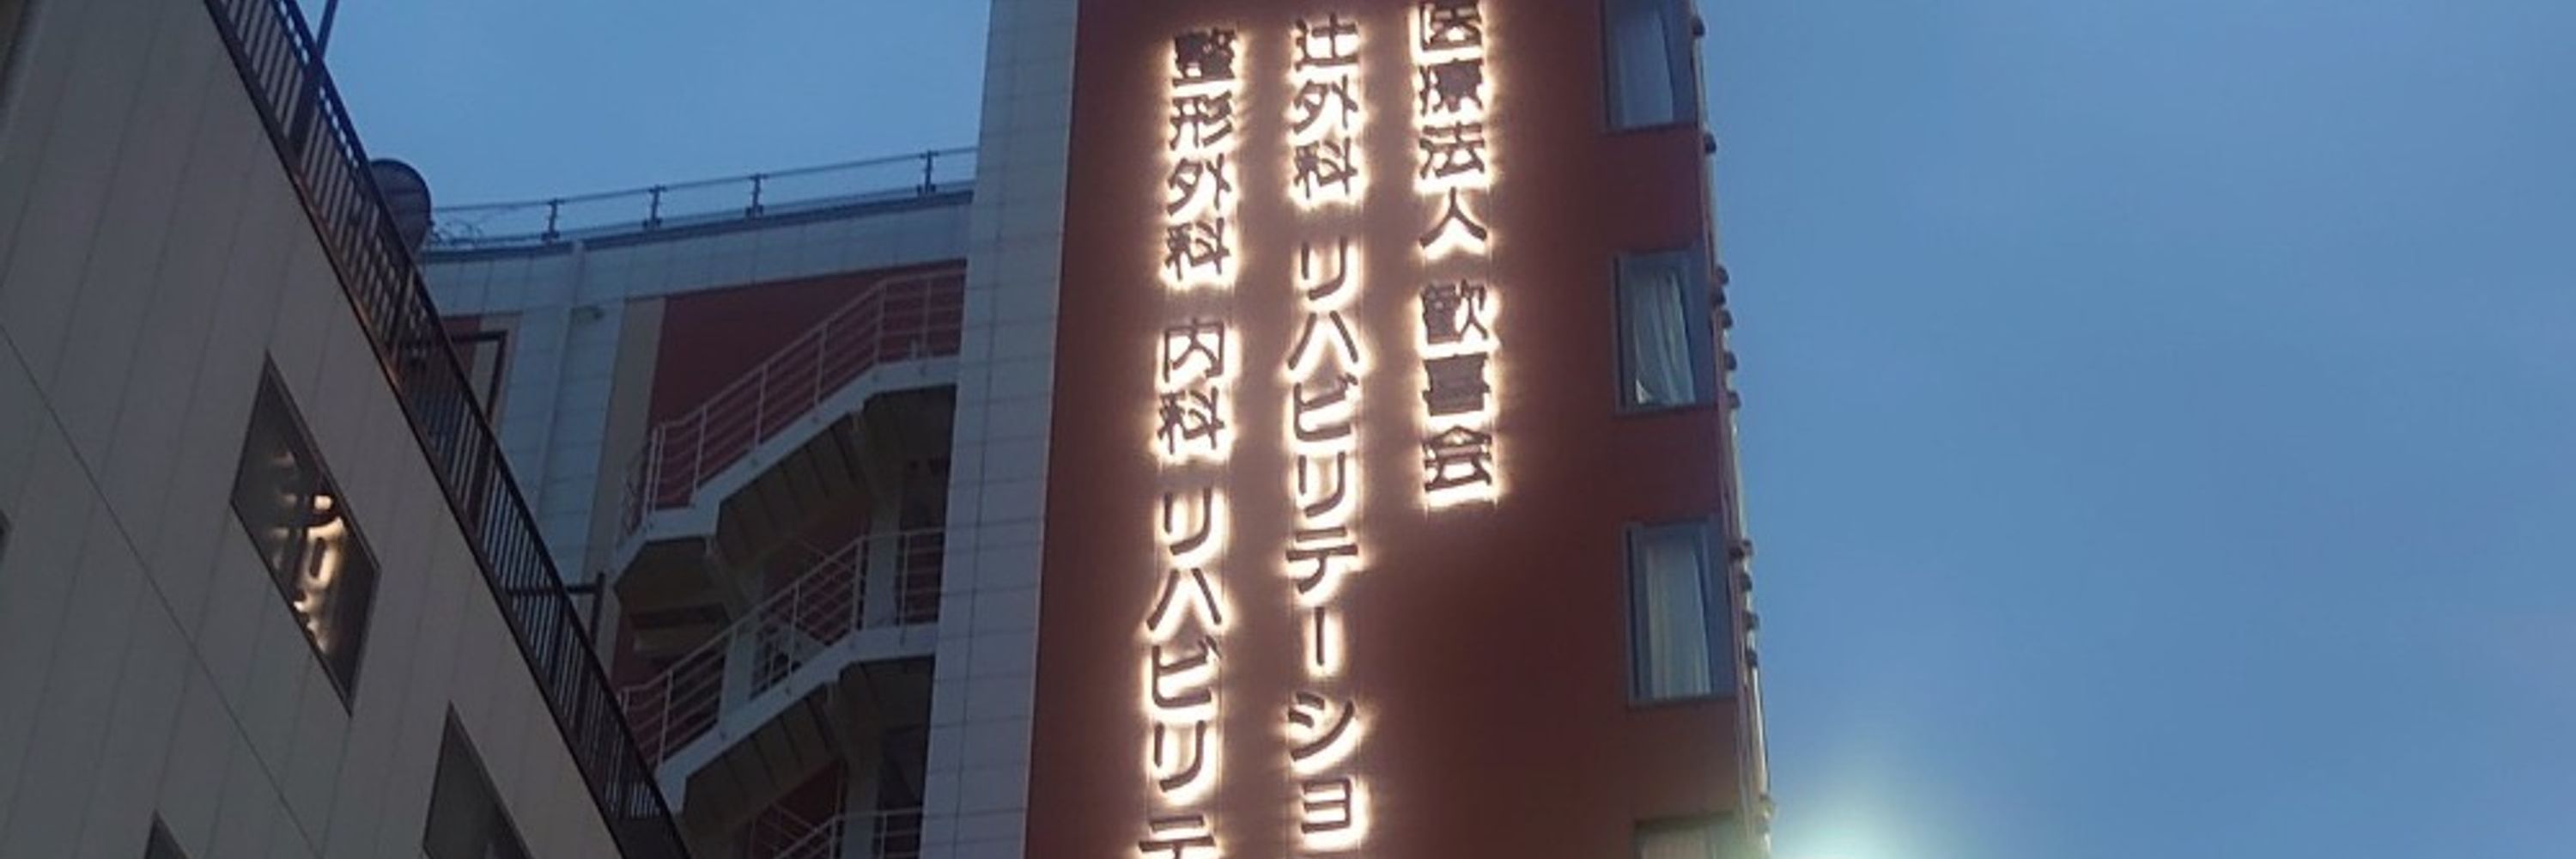 医療法人 歓喜会
辻外科 リハビリテーショ
整形外科 内科 リハビリテ